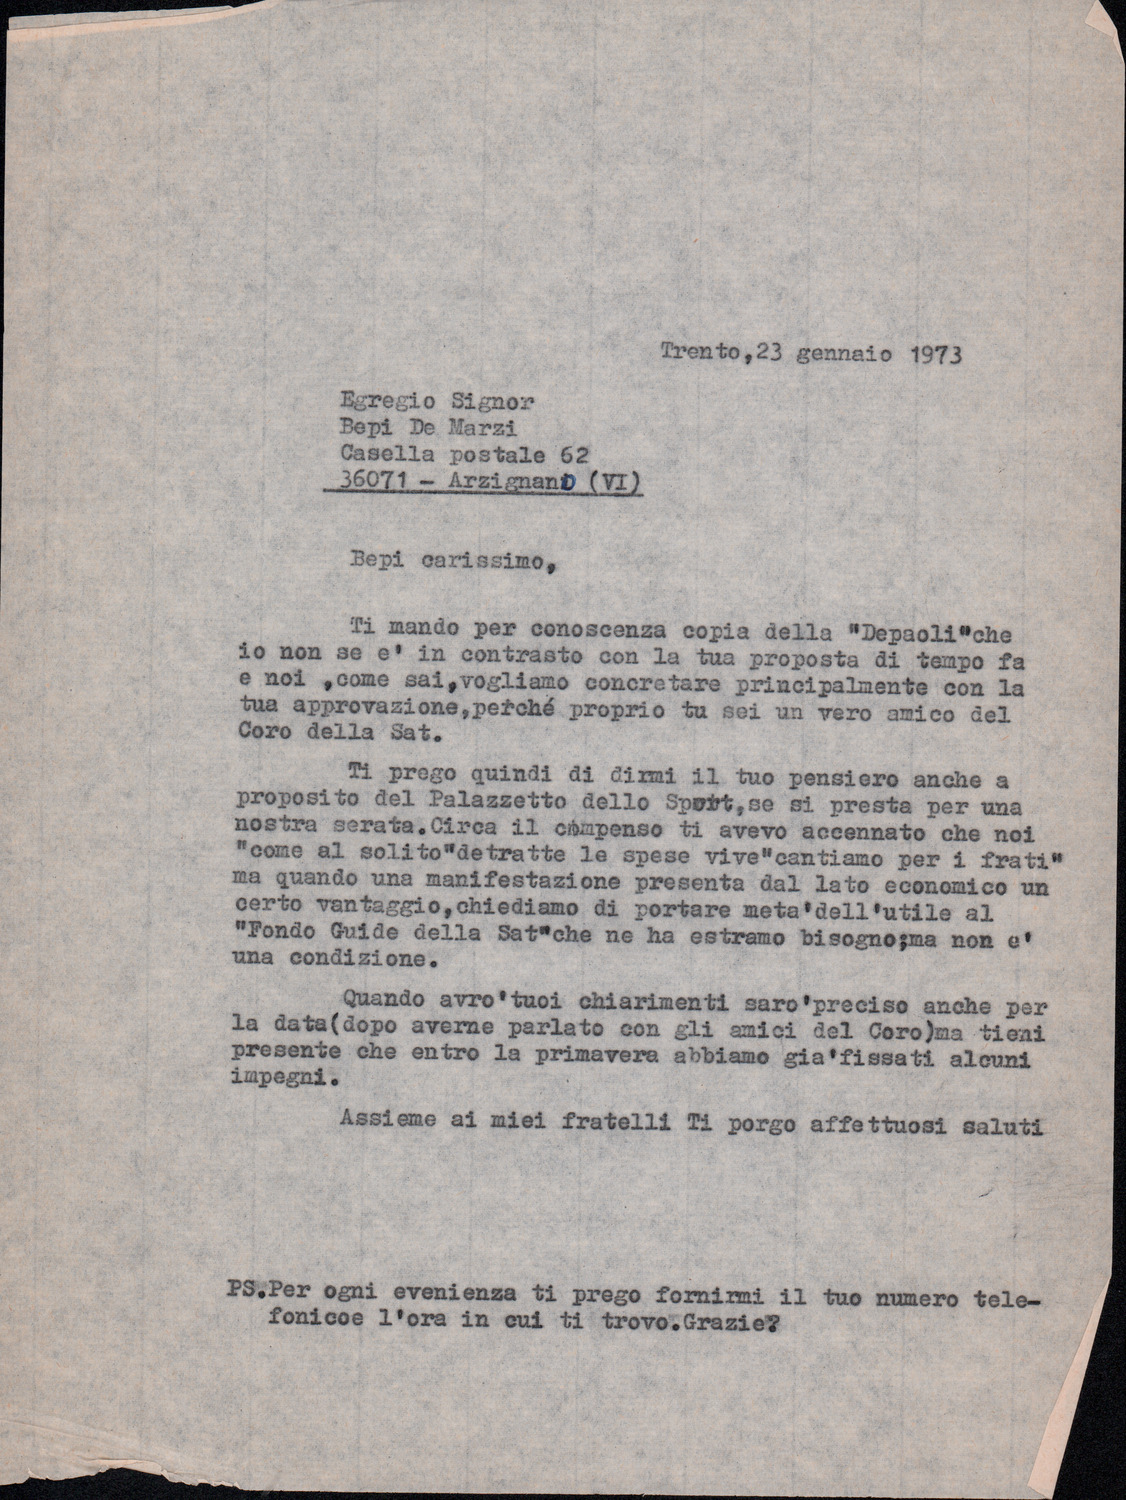 Trento,23 gennaio 1973
Egregio Signor
Bepi De Marzi
Casella postale 62
36071 - Arzignano (VI)
Bepi carissimo,
Ti mando per conoscenza copia della "Depaoli"che
io non se e' in contrasto con la tua proposta di tempo fa
e noi ,come sai,vogliamo concretare principalmente con la
tua approvazione,perché proprio tu sei un vero amico del
Coro della Sat.
Ti prego quindi di dirmi il tuo pensiero anche a
proposito del Palazzetto dello Sport,se si presta per una
nostra serata.Circa il compenso ti avevo accennato che noi
"come al solito"detratte le spese vive"cantiamo per i frati"
ma quando una manifestazione presenta dal lato economico un
certo vantaggio,chiediamo di portare meta'dell'utile al
"Fondo Guide della Sat"che ne ha estramo bisogno;ma non e'
una condizione.
Quando avro'tuoi chiarimenti saro'preciso anche per
la data(dopo averne parlato con gli amici del Coro)ma tieni
presente che entro la primavera abbiamo gia'fissati alcuni
impegni.
Assieme ai miei fratelli Ti porgo affettuosi saluti
PS.Per ogni evenienza ti prego fornirmi il tuo numero tele-
fonicoe l'ora in cui ti trovo.Grazie?